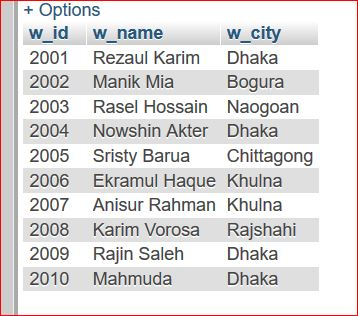 + Options
w_id w_name w_city
2001 Rezaul Karim Dhaka
2002 Manik Mia Bogura
2003 Rasel Hossain Naogoan
2004 Nowshin Akter Dhaka
2005 Sristy Barua Chittagong
2006 Ekramul Haque Khulna
2007 Anisur Rahman Khulna
2008 Karim Vorosa Rajshahi
2009 Rajin Saleh Dhaka
2010 Mahmuda Dhaka